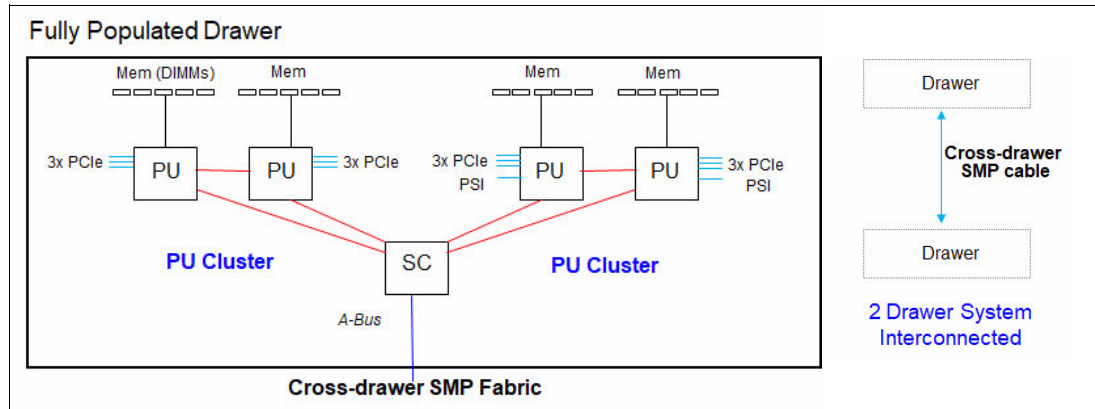 Fully Populated Drawer
Mem (DIMMs)
Mem
Mem
Mem
3x PCIe
PU
PU
3x PCIe
3x PCIe
PSI
PU
PU
3x PCIe
PSI
PU Cluster
SC
PU Cluster
A-Bus
Cross-drawer SMP Fabric
Drawer
Cross-drawer
SMP cable
Drawer
2 Drawer System
Interconnected